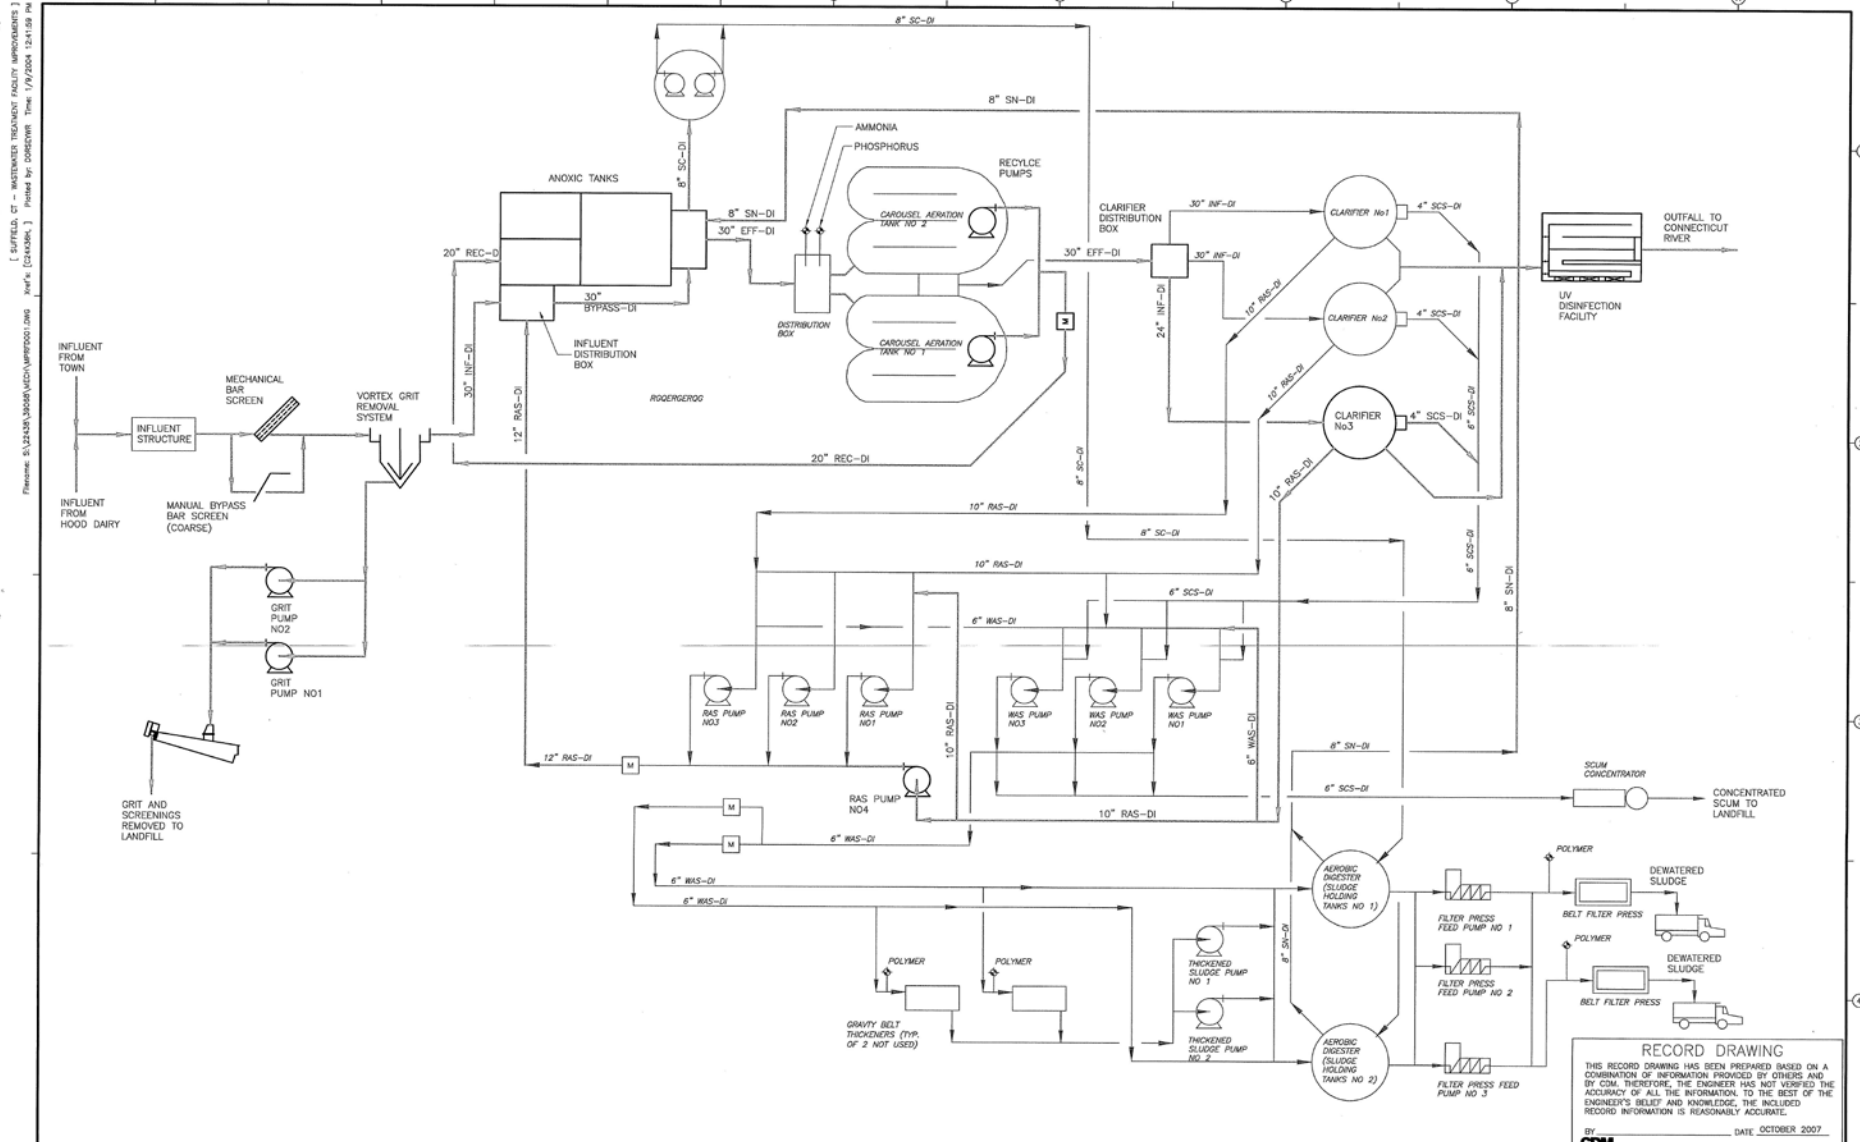 [ SUFFIELD, CT - WASTEWATER TREATMENT FACILITY IMPROVEMENTS ]
Plotted by: DORSEYWR Time: 1/9/2004 12:41:59 PM
8" SC-DI
8" SN-DI
AMMONIA
PHOSPHORUS
RECYLCE
PUMPS
8" SC-DI
ANOXIC TANKS
8" SN-DI
30" EFF-DI
20" REC-D
30"
BYPASS-DI
CAROUSEL AERATION
TANK NO 2
CLARIFIER
DISTRIBUTION
BOX
30" EFF-DI
30" INF-DI
30" INF-DI
24" INF-DI
CLARIFIER No1
4" SCS-DI
10" RAS-DI
OUTFALL TO
CONNECTICUT
RIVER
UV
DISINFECTION
FACILITY
CLARIFIER No2
4" SCS-DI
10" RAS-DI
DISTRIBUTION
BOX
CAROUSEL AERATION
TANK NO 1
M
INFLUENT
DISTRIBUTION
BOX
RGQERGERQG
INFLUENT
FROM
TOWN
MECHANICAL
BAR
SCREEN
VORTEX GRIT
REMOVAL
SYSTEM
30" INF-DI
12" RAS-DI
INFLUENT
STRUCTURE
CLARIFIER
No3
4" SCS-DI
6" SCS-DI
10" RAS-DI
20" REC-DI
8" SC-DI
INFLUENT
FROM
HOOD DAIRY
MANUAL BYPASS
BAR SCREEN
(COARSE)
10" RAS-DI
8" SC-DI
6" SCS-DI
8" SN-DI
10" RAS-DI
6" SCS-DI
6" WAS-DI
GRIT
PUMP
NO2
GRIT
PUMP NO1
RAS PUMP
NO3
RAS PUMP
NO2
RAS PUMP
NO1
10" RAS-DI
WAS PUMP
NO3
WAS PUMP
NO2
WAS PUMP
NO1
6" WAS-DI
8" SN-DI
12" RAS-DI
M
RAS PUMP
NO4
6" SCS-DI
SCUM
CONCENTRATOR
CONCENTRATED
SCUM TO
LANDFILL
GRIT AND
SCREENINGS
REMOVED TO
LANDFILL
M
10" RAS-DI
M
6" WAS-DI
6" WAS-DI
6" WAS-DI
AEROBIC
DIGESTER
(SLUDGE
HOLDING
TANKS NO 1)
POLYMER
DEWATERED
SLUDGE
FILTER PRESS
FEED PUMP NO 1
BELT FILTER PRESS
8" SN-DI
POLYMER
DEWATERED
SLUDGE
POLYMER
POLYMER
THICKENED
SLUDGE PUMP
NO 1
FILTER PRESS
FEED PUMP NO 2
BELT FILTER PRESS
GRAVITY BELT
THICKENERS (TYP.
OF 2 NOT USED)
THICKENED
SLUDGE PUMP
NO 2
AEROBIC
DIGESTER
(SLUDGE
HOLDING
TANKS NO 2)
FILTER PRESS FEED
PUMP NO 3
RECORD DRAWING
THIS RECORD DRAWING HAS BEEN PREPARED BASED ON A
COMBINATION OF INFORMATION PROVIDED BY OTHERS AND
BY CDM. THEREFORE, THE ENGINEER HAS NOT VERIFIED THE
ACCURACY OF ALL THE INFORMATION. TO THE BEST OF THE
ENGINEER'S BELIEF AND KNOWLEDGE, THE INCLUDED
RECORD INFORMATION IS REASONABLY ACCURATE.
BY DATE OCTOBER 2007
CDM